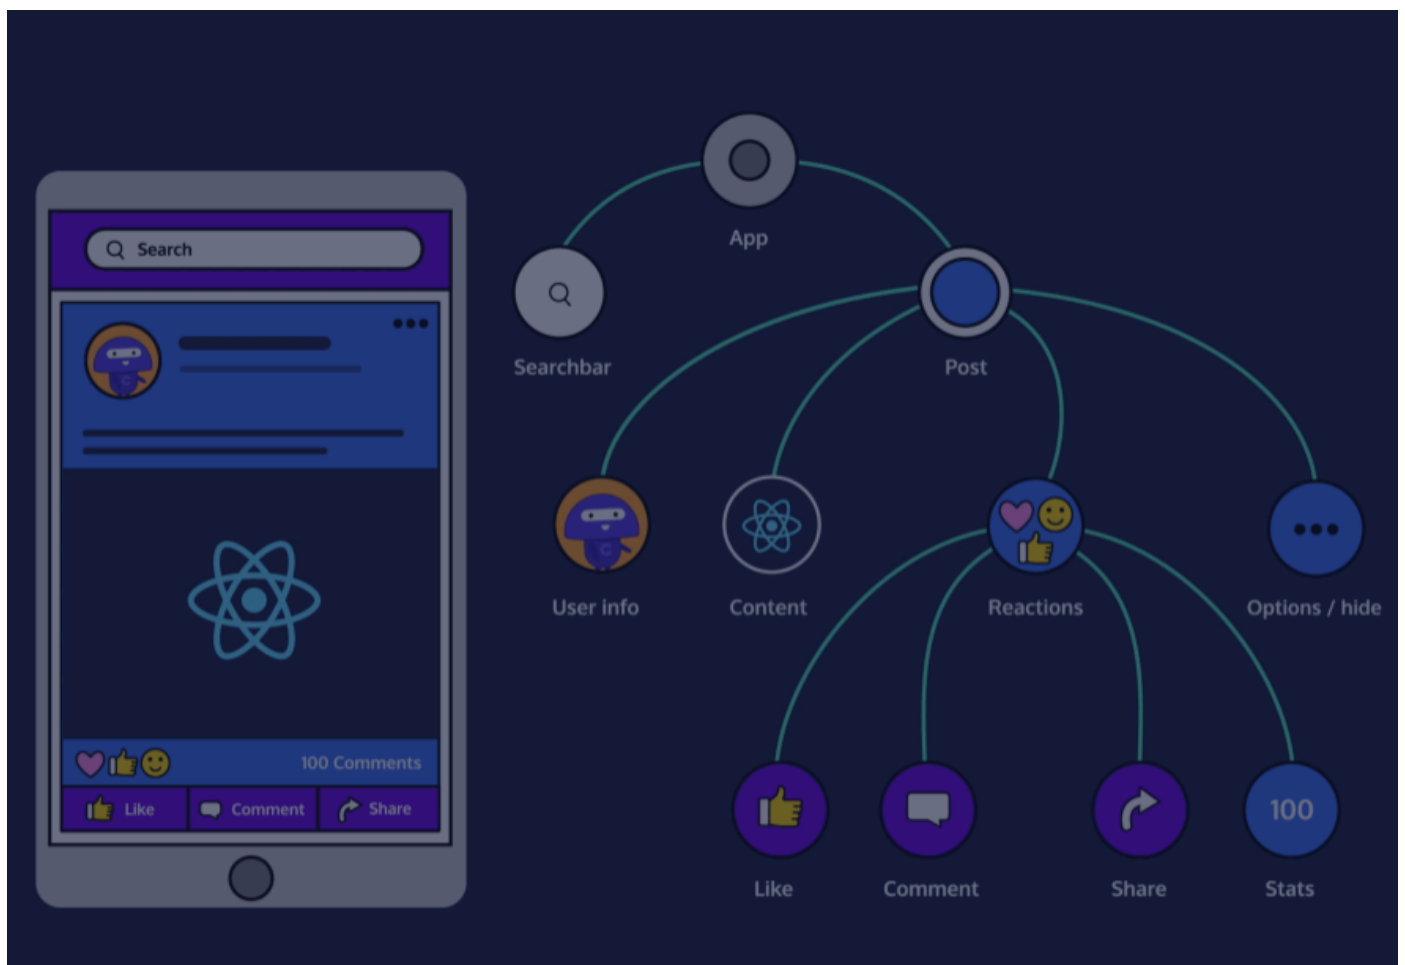 Search
100 Comments
Like
Comment
Share
App
Searchbar
Post
User info
Content
Reactions
Options / hide
100
Like
Comment
Share
Stats
C
C